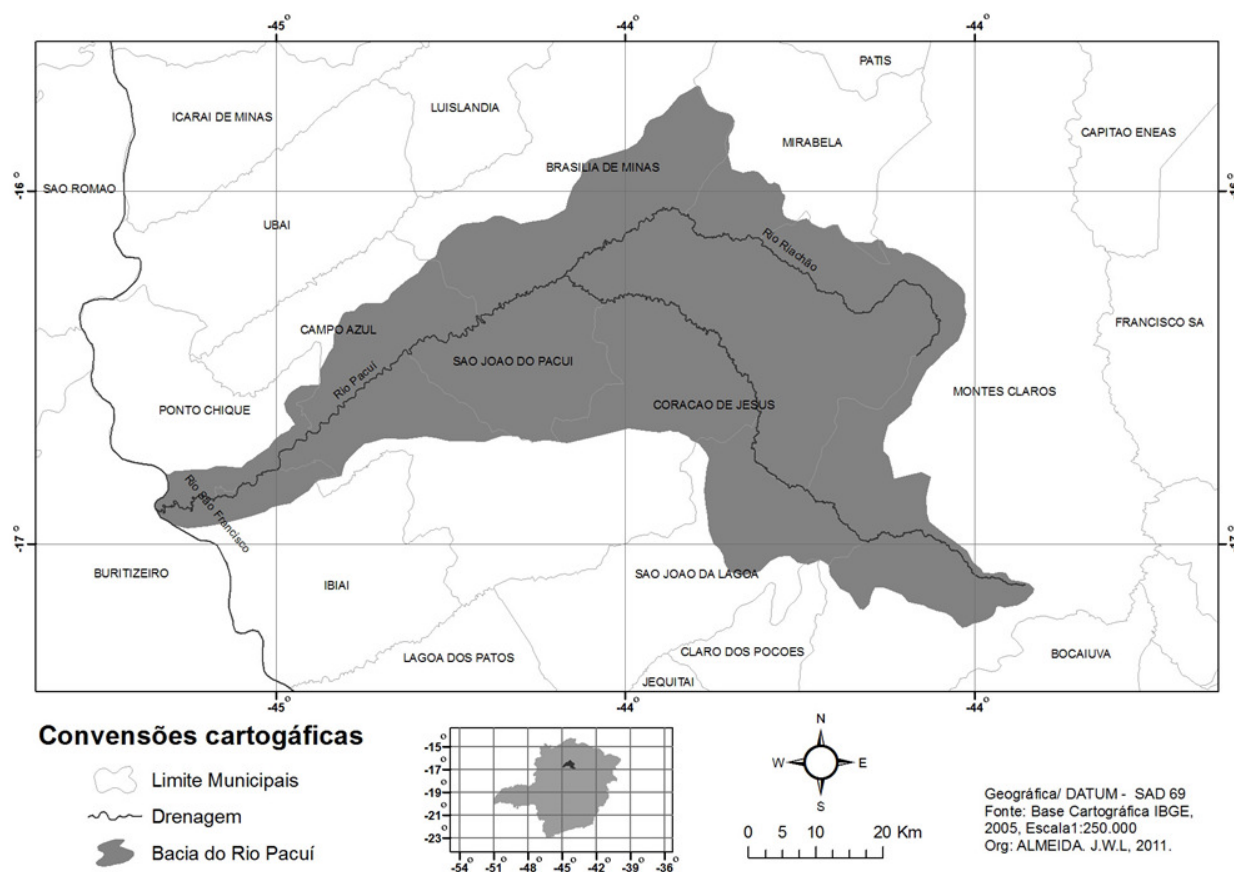 -45°
-44°
-44°
PATIS
ICARAI DE MINAS
LUISLANDIA
CAPITAO ENEAS
MIRABELA
BRASILIA DE MINAS
SAO ROMAO
-16°
UBAI
Rio Riachão
FRANCISCO SA
CAMPO AZUL
SAO JOAO DO PACUI
Rio Pacuí
MONTES CLAROS
CORACAO DE JESUS
PONTO CHIQUE
Rio São Francisco
-17°
BURITIZEIRO
IBIAI
SAO JOAO DA LAGOA
LAGOA DOS PATOS
CLARO DOS POCOES
BOCAIUVA
JEQUITAI
-45°
-44°
-44°
Convensões cartogáficas
Limite Municipais
Drenagem
Bacia do Rio Pacuí
-15°
-17°
-19°
-21°
-23°
-54° -51° -48° -45° -42° -39° -36°
N
W E
S
0 5 10 20 Km
Geográfica/ DATUM - SAD 69
Fonte: Base Cartográfica IBGE,
2005, Escala1:250.000
Org: ALMEIDA. J.W.L, 2011.